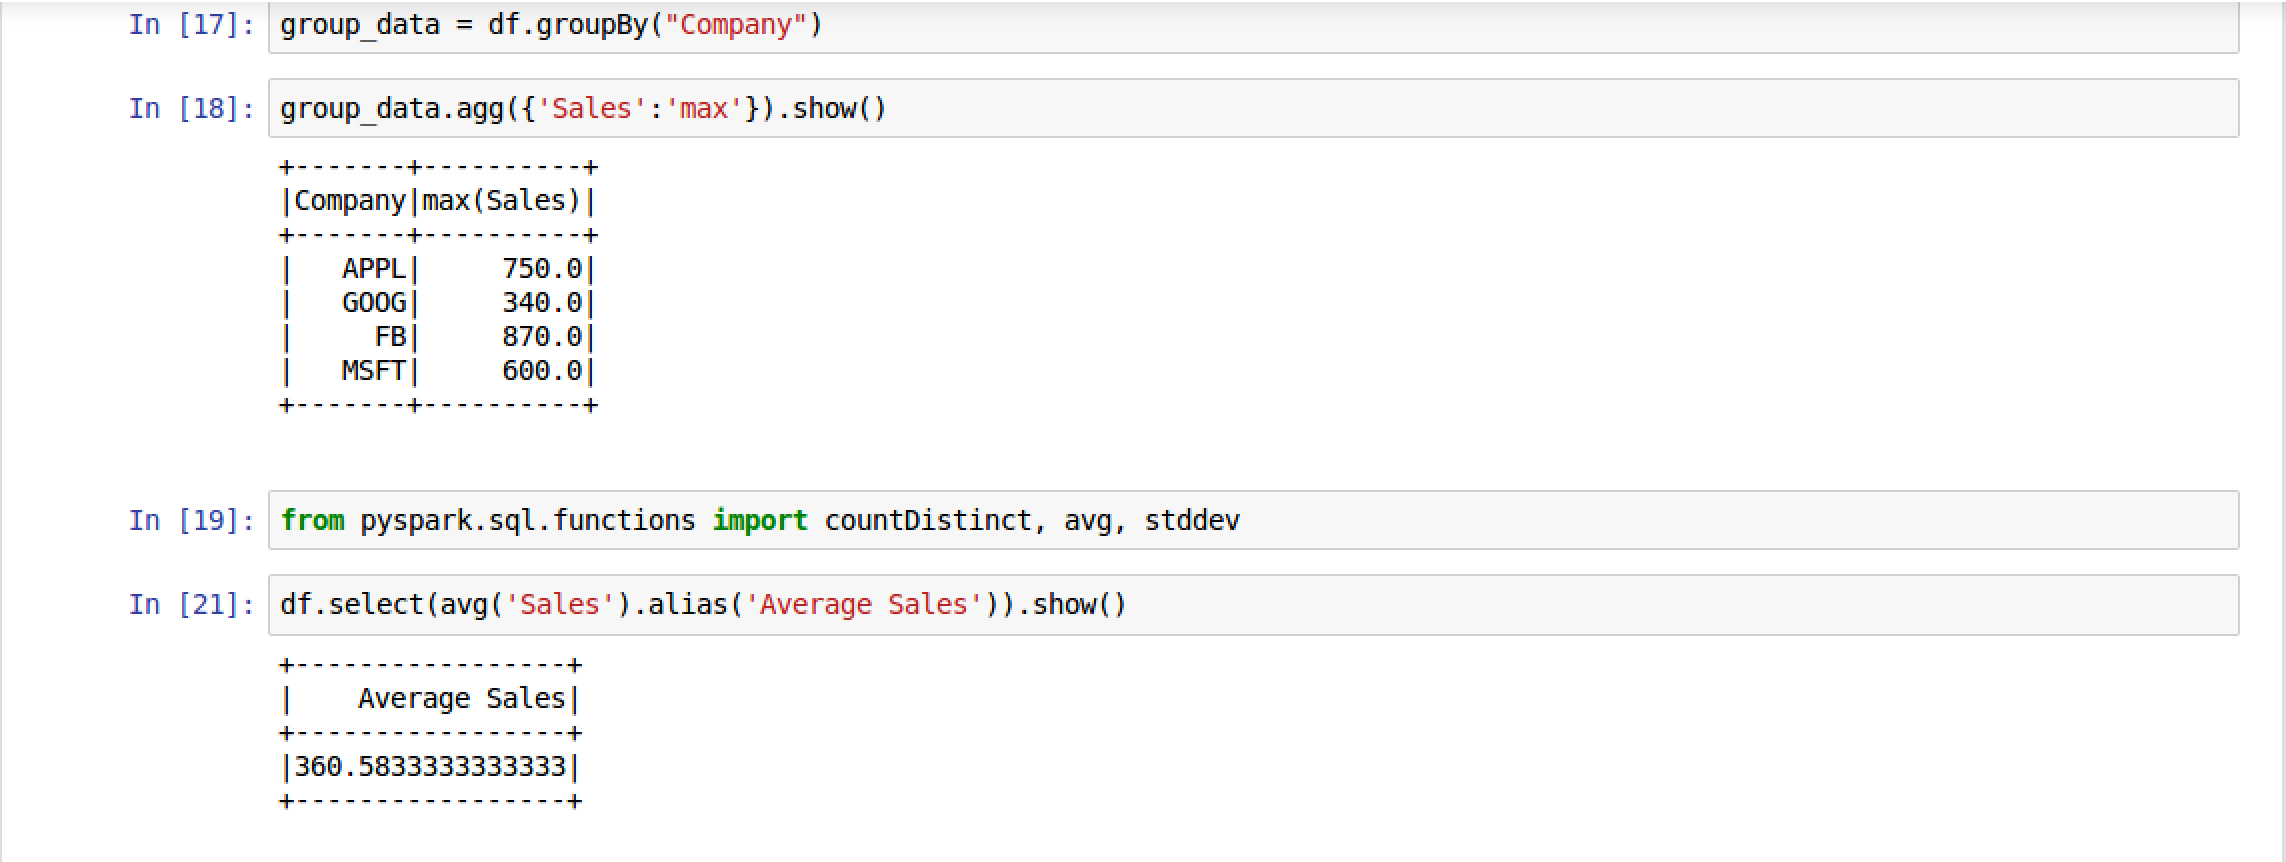 In [17]: group_data = df.groupBy("Company")
In [18]: group_data.agg({'Sales':'max'}).show()
+-------+----------+
|Company|max(Sales)|
+-------+----------+
|   APPL|     750.0|
|   GOOG|     340.0|
|     FB|     870.0|
|   MSFT|     600.0|
+-------+----------+
In [19]: from pyspark.sql.functions import countDistinct, avg, stddev
In [21]: df.select(avg('Sales').alias('Average Sales')).show()
+-----------------+
|    Average Sales|
+-----------------+
|360.5833333333333|
+-----------------+